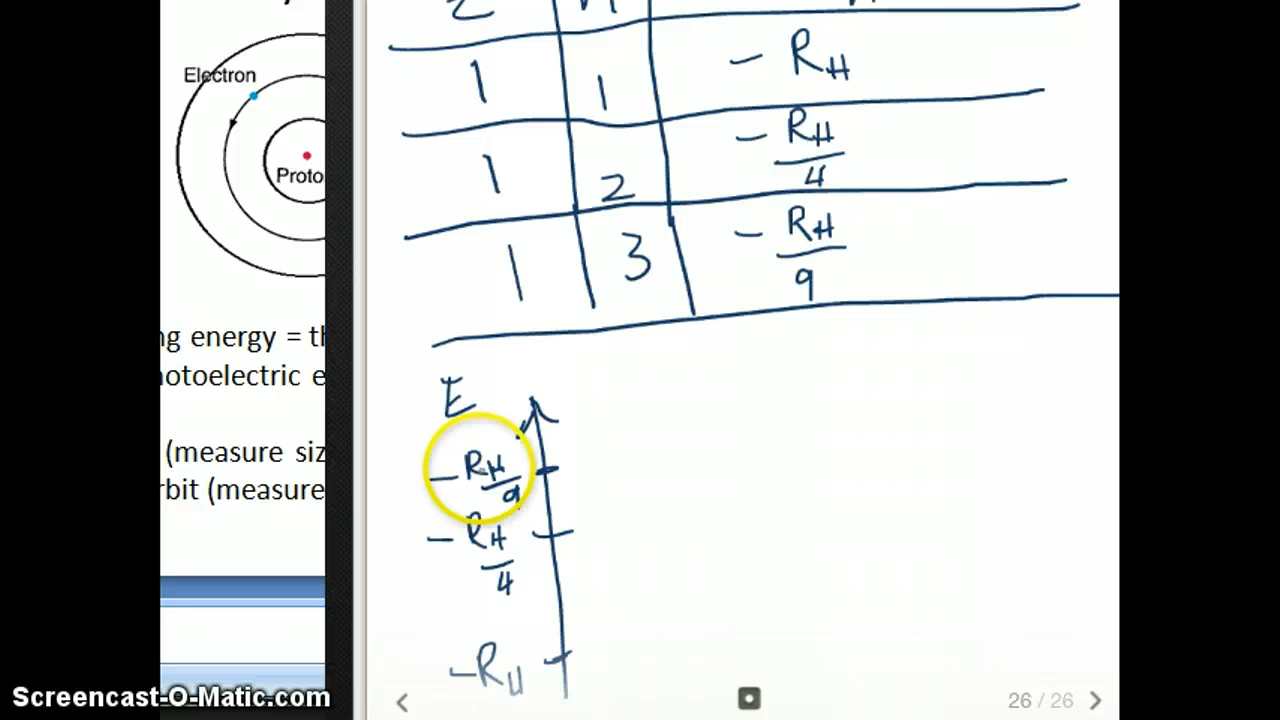 Electron
Proto
ng energy = th
otoelectric e
(measure siz
rbit (measure
1 1 - RH
1 2 - RH/4
1 3 - RH/9
E
- RH/9
- RH/4
- RH
26 / 26
Screencast-O-Matic.com